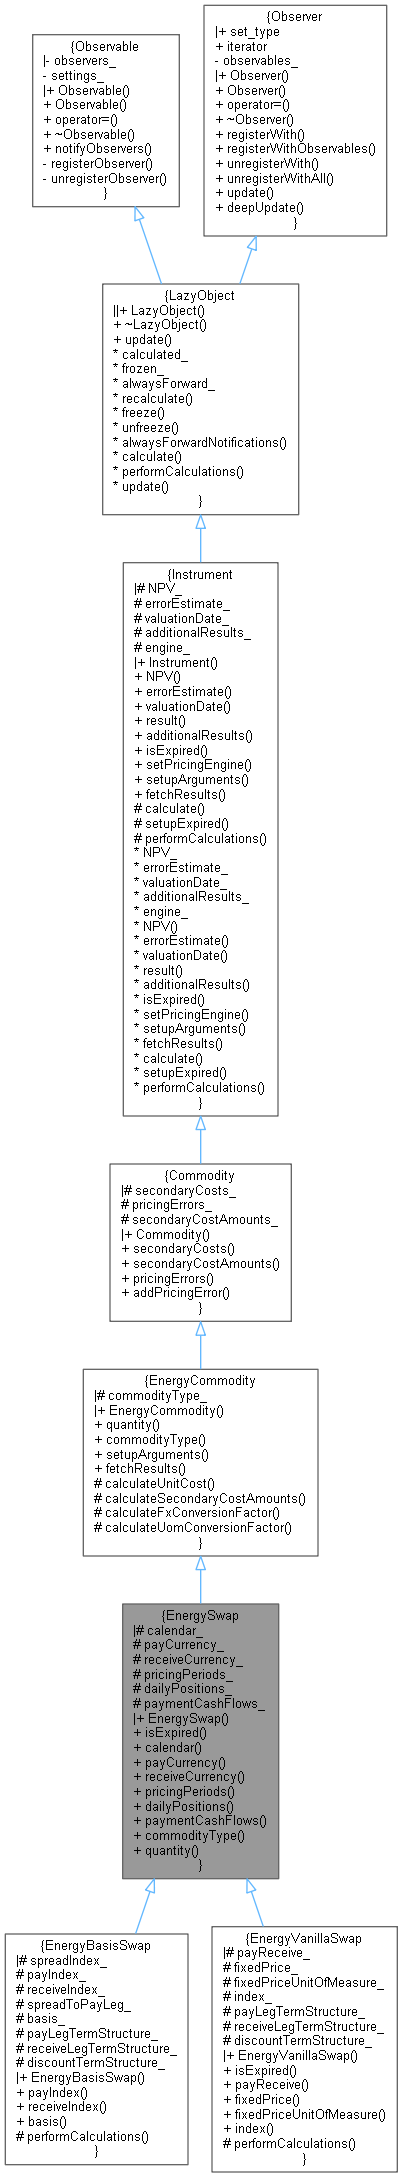 {Observable
|- observers_
- settings_
|+ Observable()
+ Observable()
+ operator=()
+ ~Observable()
+ notifyObservers()
- registerObserver()
- unregisterObserver()
}
{Observer
|+ set_type
+ iterator
- observables_
|+ Observer()
+ Observer()
+ operator=()
+ ~Observer()
+ registerWith()
+ registerWithObservables()
+ unregisterWith()
+ unregisterWithAll()
+ update()
+ deepUpdate()
}
{LazyObject
||+ LazyObject()
+ ~LazyObject()
+ update()
* calculated_
* frozen_
* alwaysForward_
* recalculate()
* freeze()
* unfreeze()
* alwaysForwardNotifications()
* calculate()
* performCalculations()
* update()
}
{Instrument
|# NPV_
# errorEstimate_
# valuationDate_
# additionalResults_
# engine_
|+ Instrument()
+ NPV()
+ errorEstimate()
+ valuationDate()
+ result()
+ additionalResults()
+ isExpired()
+ setPricingEngine()
+ setupArguments()
+ fetchResults()
# calculate()
# setupExpired()
# performCalculations()
* NPV_
* errorEstimate_
* valuationDate_
* additionalResults_
* engine_
* NPV()
* errorEstimate()
* valuationDate()
* result()
* additionalResults()
* isExpired()
* setPricingEngine()
* setupArguments()
* fetchResults()
* calculate()
* setupExpired()
* performCalculations()
}
{Commodity
|# secondaryCosts_
# pricingErrors_
# secondaryCostAmounts_
|+ Commodity()
+ secondaryCosts()
+ secondaryCostAmounts()
+ pricingErrors()
+ addPricingError()
}
{EnergyCommodity
|# commodityType_
|+ EnergyCommodity()
+ quantity()
+ commodityType()
+ setupArguments()
+ fetchResults()
# calculateUnitCost()
# calculateSecondaryCostAmounts()
# calculateFxConversionFactor()
# calculateUomConversionFactor()
}
{EnergySwap
|# calendar_
# payCurrency_
# receiveCurrency_
# pricingPeriods_
# dailyPositions_
# paymentCashFlows_
|+ EnergySwap()
+ isExpired()
+ calendar()
+ payCurrency()
+ receiveCurrency()
+ pricingPeriods()
+ dailyPositions()
+ paymentCashFlows()
+ commodityType()
+ quantity()
}
{EnergyBasisSwap
|# spreadIndex_
# payIndex_
# receiveIndex_
# spreadToPayLeg_
# basis_
# payLegTermStructure_
# receiveLegTermStructure_
# discountTermStructure_
|+ EnergyBasisSwap()
+ payIndex()
+ receiveIndex()
+ basis()
# performCalculations()
}
{EnergyVanillaSwap
|# payReceive_
# fixedPrice_
# fixedPriceUnitOfMeasure_
# index_
# payLegTermStructure_
# receiveLegTermStructure_
# discountTermStructure_
|+ EnergyVanillaSwap()
+ isExpired()
+ payReceive()
+ fixedPrice()
+ fixedPriceUnitOfMeasure()
+ index()
# performCalculations()
}